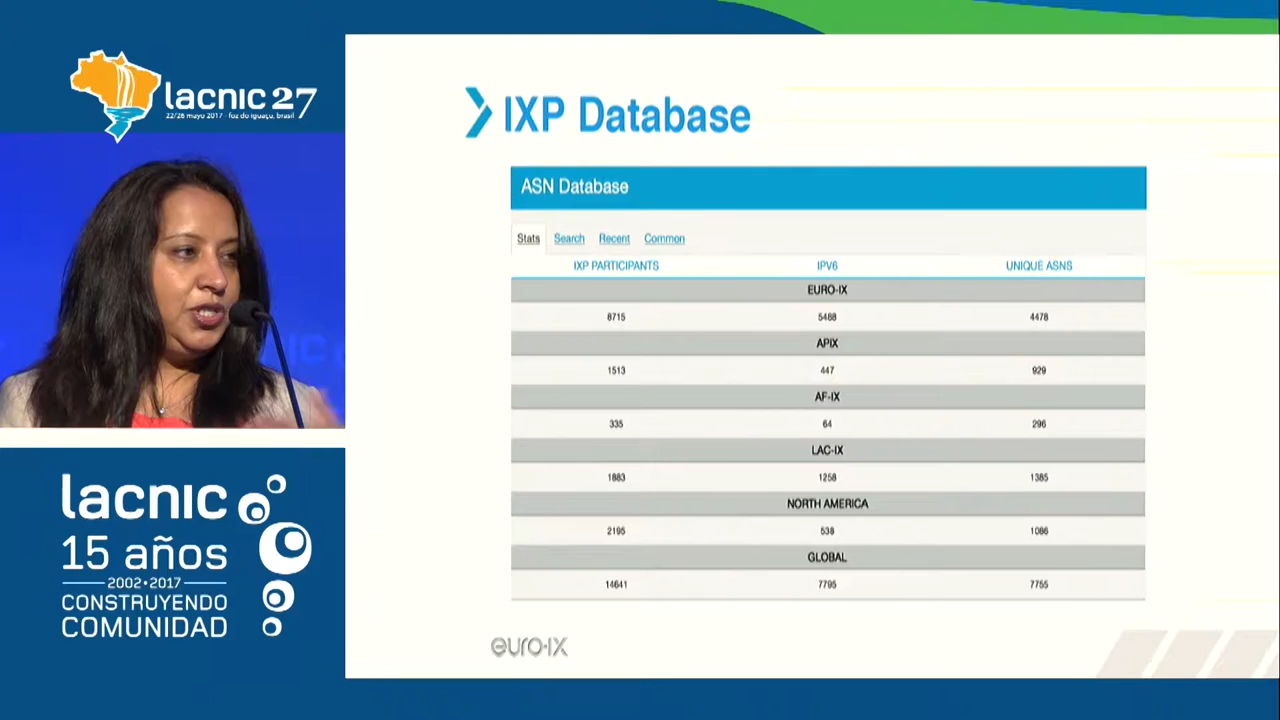 lacnic 27
22/26 mayo 2017 - foz do iguaçu, brasil
lacnic
15 años
2002•2017
CONSTRUYENDO
COMUNIDAD
IXP Database
ASN Database
Stats Search Recent Common
IXP PARTICIPANTS IPV6 UNIQUE ASNS
EURO-IX
8715 5468 4478
APIX
1513 447 929
AF-IX
335 64 296
LAC-IX
1883 1258 1385
NORTH AMERICA
2195 538 1086
GLOBAL
14641 7795 7755
euro-ix